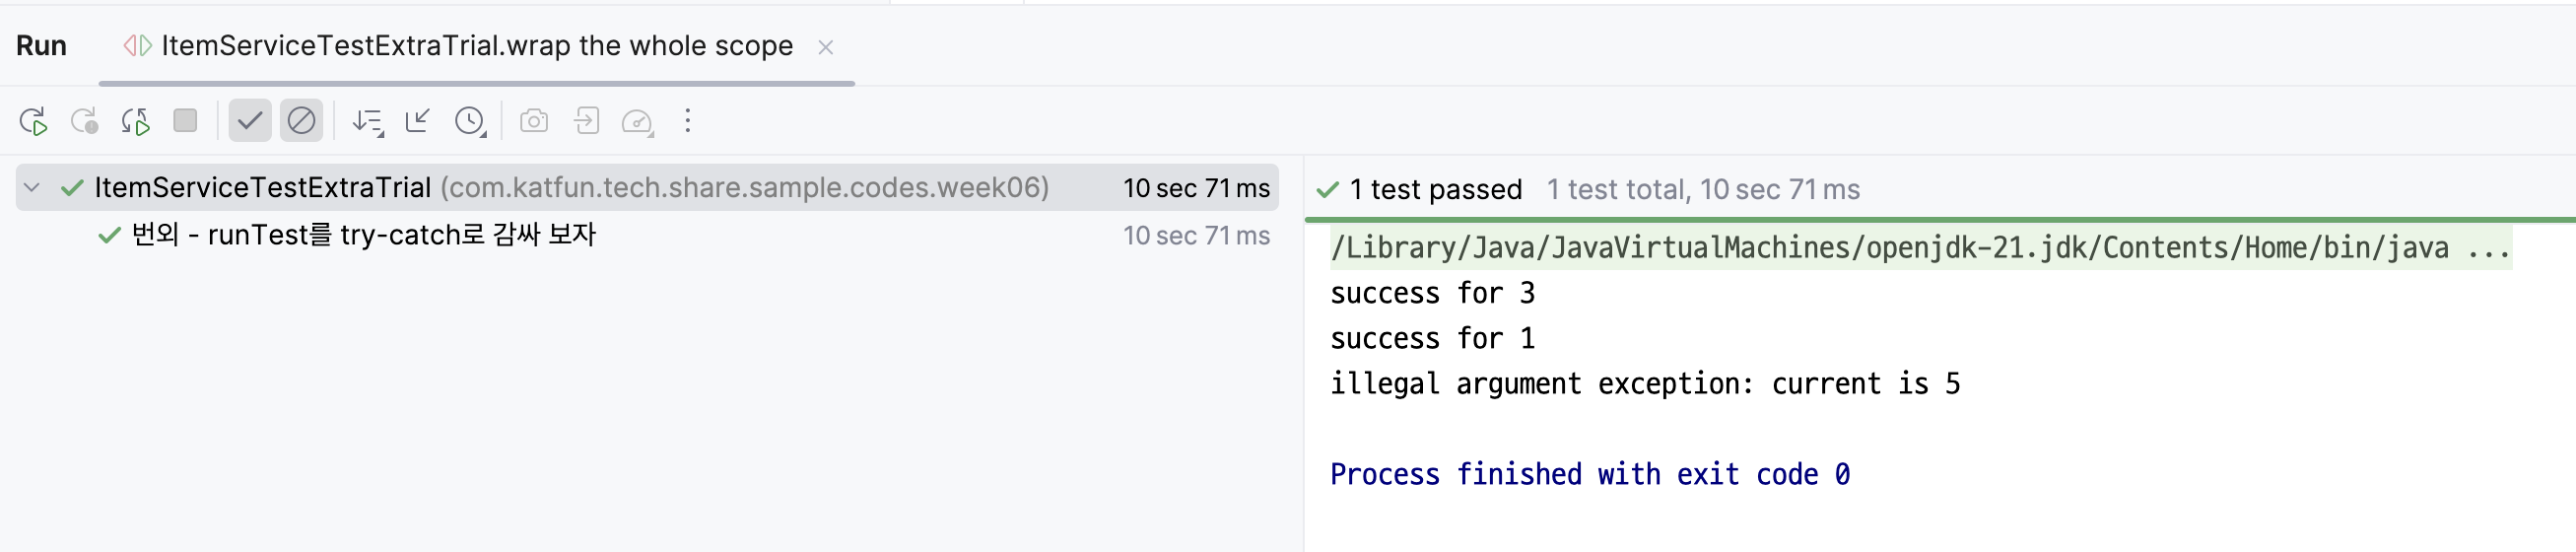 Run ItemServiceTestExtraTrial.wrap the whole scope
ItemServiceTestExtraTrial (com.katfun.tech.share.sample.codes.week06) 10 sec 71 ms
번외 - runTest를 try-catch로 감싸 보자 10 sec 71 ms
1 test passed 1 test total, 10 sec 71 ms
/Library/Java/JavaVirtualMachines/openjdk-21.jdk/Contents/Home/bin/java ...
success for 3
success for 1
illegal argument exception: current is 5
Process finished with exit code 0